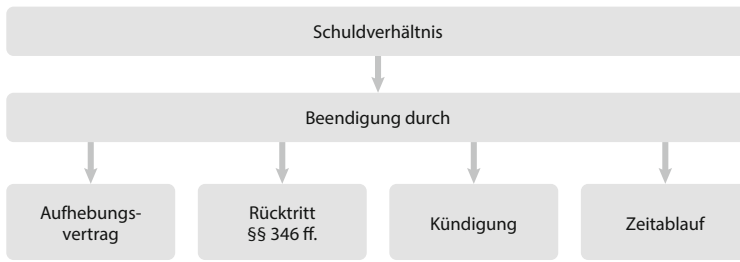 Schuldverhältnis
Beendigung durch
Aufhebungs-
vertrag
Rücktritt
§§ 346 ff.
Kündigung
Zeitablauf